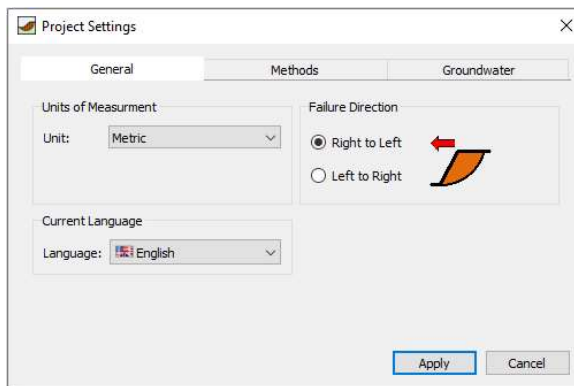 Project Settings
General Methods Groundwater
Units of Measurment
Unit: Metric
Failure Direction
Right to Left
Left to Right
Current Language
Language: English
Apply Cancel